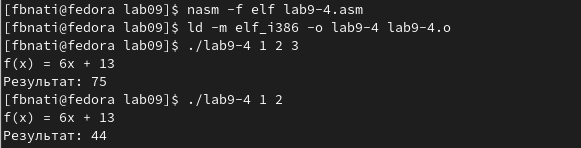 [fbnati@fedora lab09]$ nasm -f elf lab9-4.asm
[fbnati@fedora lab09]$ ld -m elf_i386 -o lab9-4 lab9-4.o
[fbnati@fedora lab09]$ ./lab9-4 1 2 3
f(x) = 6x + 13
Результат: 75
[fbnati@fedora lab09]$ ./lab9-4 1 2
f(x) = 6x + 13
Результат: 44